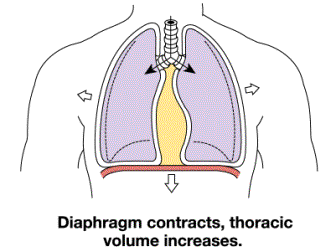 Diaphragm contracts, thoracic
volume increases.